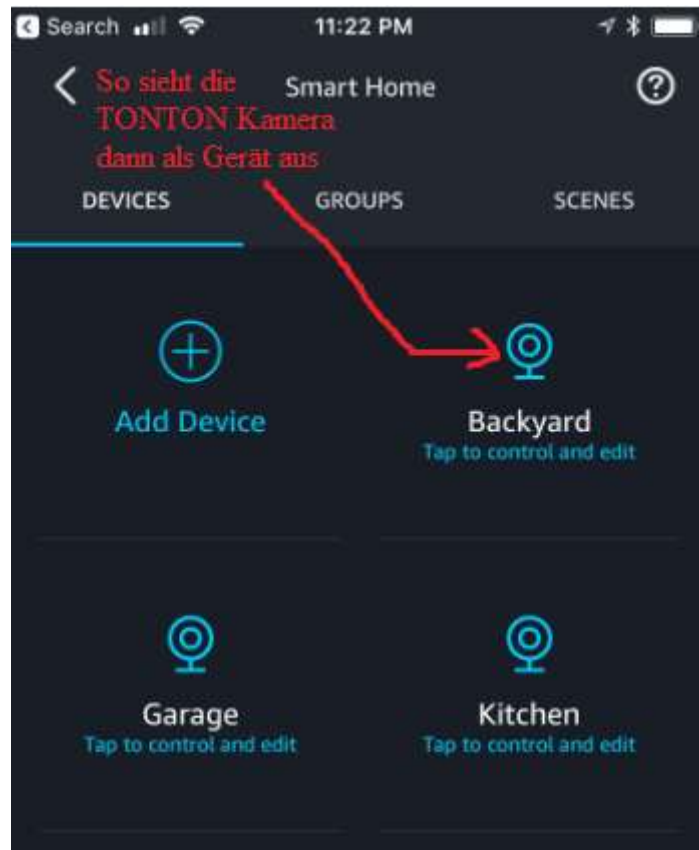 Search 11:22 PM
So sieht die
TONTON Kamera
dann als Gerät aus
Smart Home
DEVICES GROUPS SCENES
Add Device
Backyard
Tap to control and edit
Garage
Tap to control and edit
Kitchen
Tap to control and edit